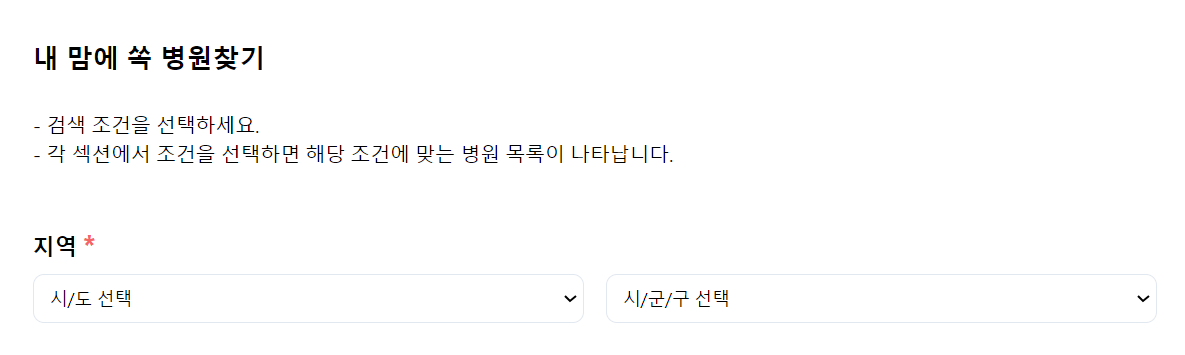 내 맘에 쏙 병원찾기
- 검색 조건을 선택하세요.
- 각 섹션에서 조건을 선택하면 해당 조건에 맞는 병원 목록이 나타납니다.
지역 *
시/도 선택
시/군/구 선택